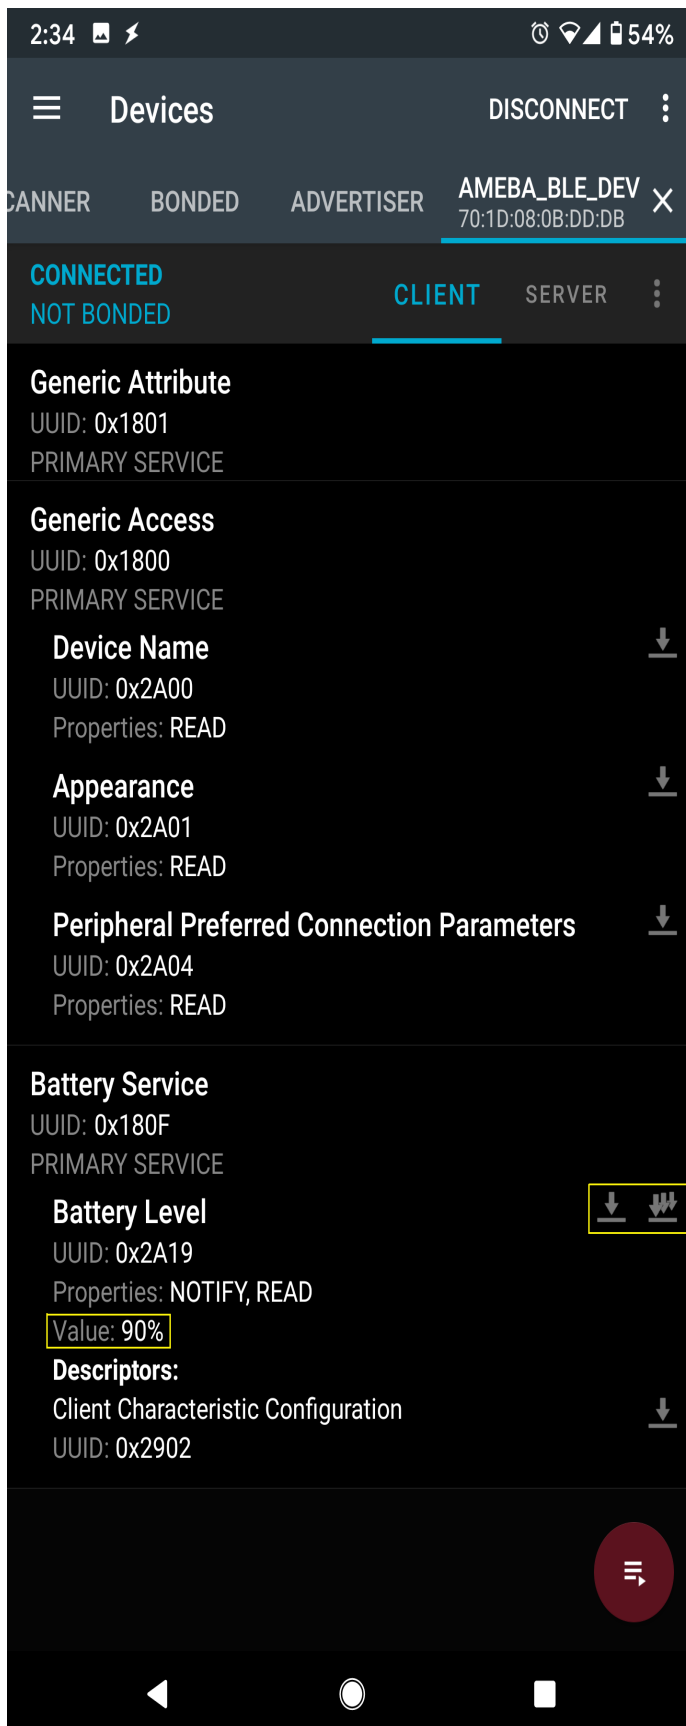 2:34 54%
Devices DISCONNECT
CANNER BONDED ADVERTISER AMEBA_BLE_DEV
70:1D:08:0B:DD:DB
CONNECTED
NOT BONDED
CLIENT SERVER
Generic Attribute
UUID: 0x1801
PRIMARY SERVICE
Generic Access
UUID: 0x1800
PRIMARY SERVICE
Device Name
UUID: 0x2A00
Properties: READ
Appearance
UUID: 0x2A01
Properties: READ
Peripheral Preferred Connection Parameters
UUID: 0x2A04
Properties: READ
Battery Service
UUID: 0x180F
PRIMARY SERVICE
Battery Level
UUID: 0x2A19
Properties: NOTIFY, READ
Value: 90%
Descriptors:
Client Characteristic Configuration
UUID: 0x2902